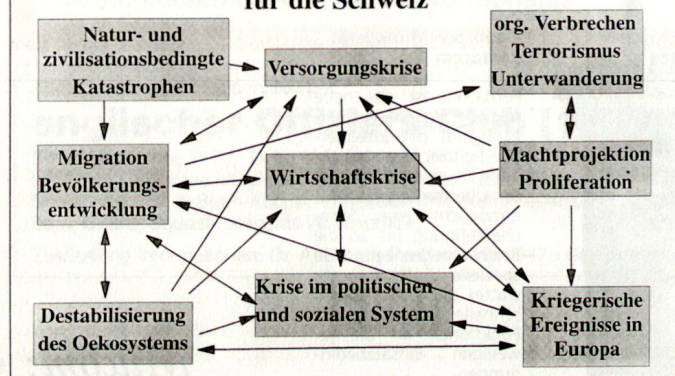 für die Schweiz
Natur- und
zivilisationsbedingte
Katastrophen
Versorgungskrise
org. Verbrechen
Terrorismus
Unterwanderung
Migration
Bevölkerungs-
entwicklung
Wirtschaftskrise
Machtprojektion
Proliferation
Destabilisierung
des Oekosystems
Krise im politischen
und sozialen System
Kriegerische
Ereignisse in
Europa